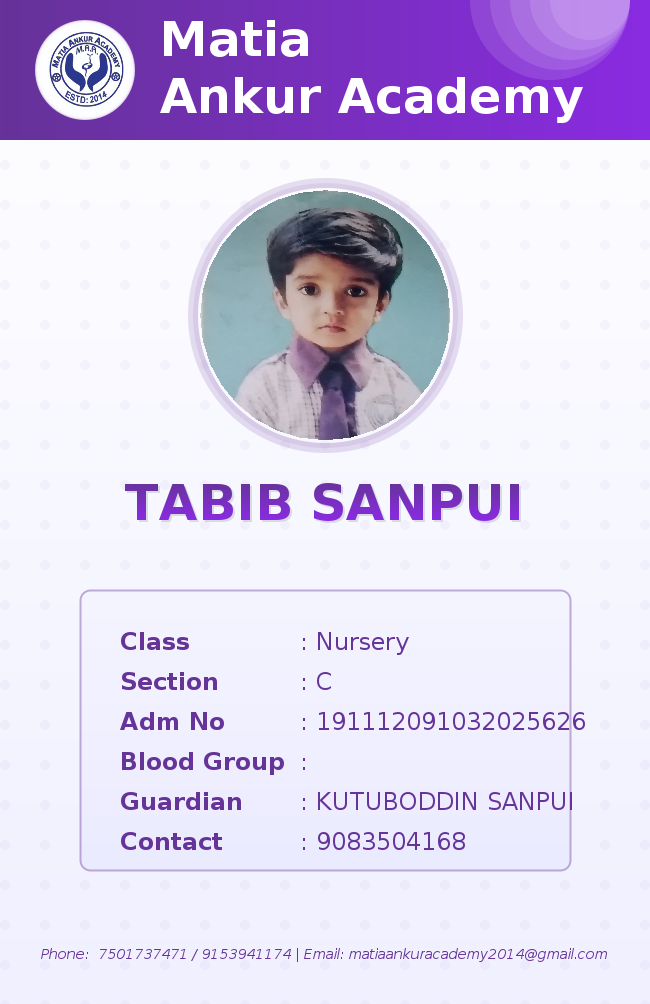 MATIA ANKUR ACADEMY
M.A.A
ESTD: 2014
Matia
Ankur Academy
TABIB SANPUI
Class : Nursery
Section : C
Adm No : 191112091032025626
Blood Group :
Guardian : KUTUBODDIN SANPUI
Contact : 9083504168
Phone: 7501737471 / 9153941174 | Email: matiaankuracademy2014@gmail.com